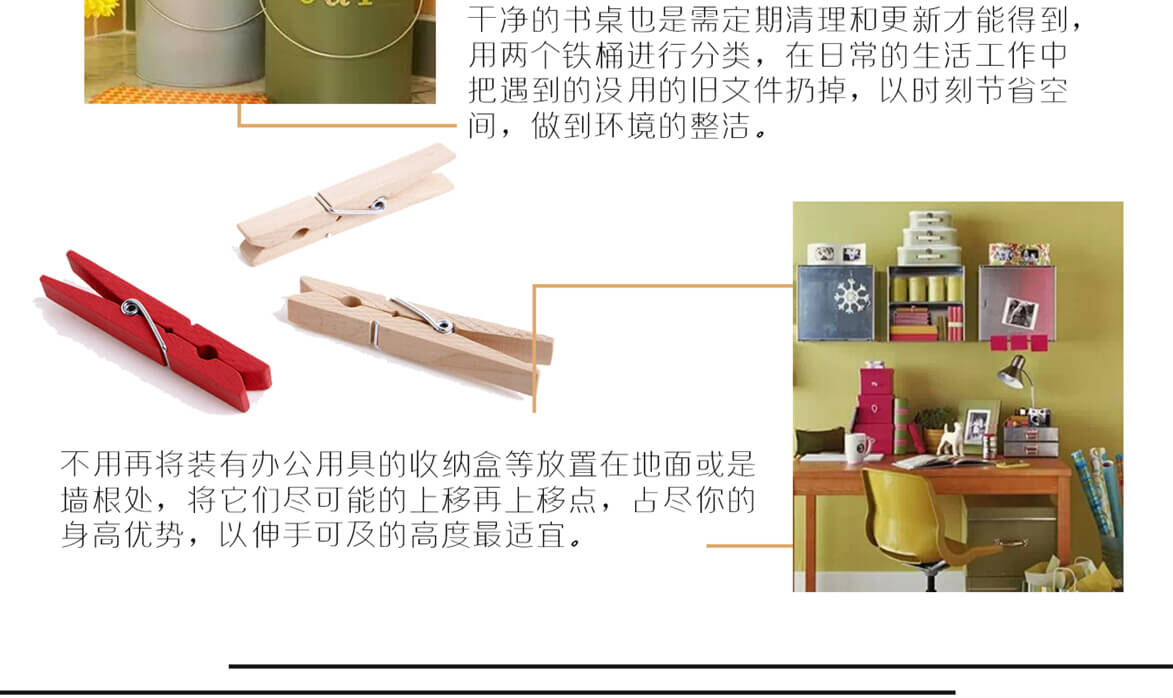 干净的书桌也是需定期清理和更新才能得到，
用两个铁桶进行分类，在日常的生活工作中
把遇到的没用的旧文件扔掉，以时刻节省空
间，做到环境的整洁。
不用再将装有办公用具的收纳盒等放置在地面或是
墙根处，将它们尽可能的上移再上移点，占尽你的
身高优势，以伸手可及的高度最适宜。